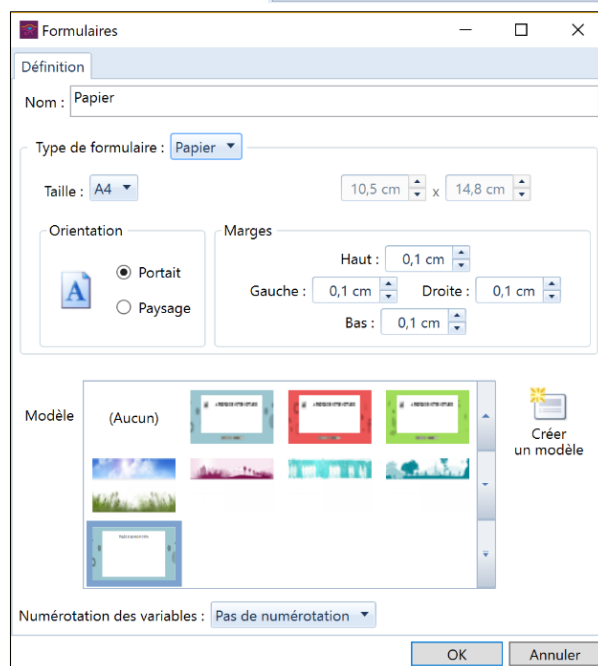 Formulaires
Définition
Nom : Papier
Type de formulaire : Papier
Taille : A4 10,5 cm x 14,8 cm
Orientation
Portait
Paysage
Marges
Haut : 0,1 cm
Gauche : 0,1 cm Droite : 0,1 cm
Bas : 0,1 cm
Modèle
(Aucun)
Créer
un modèle
Numérotation des variables : Pas de numérotation
OK Annuler